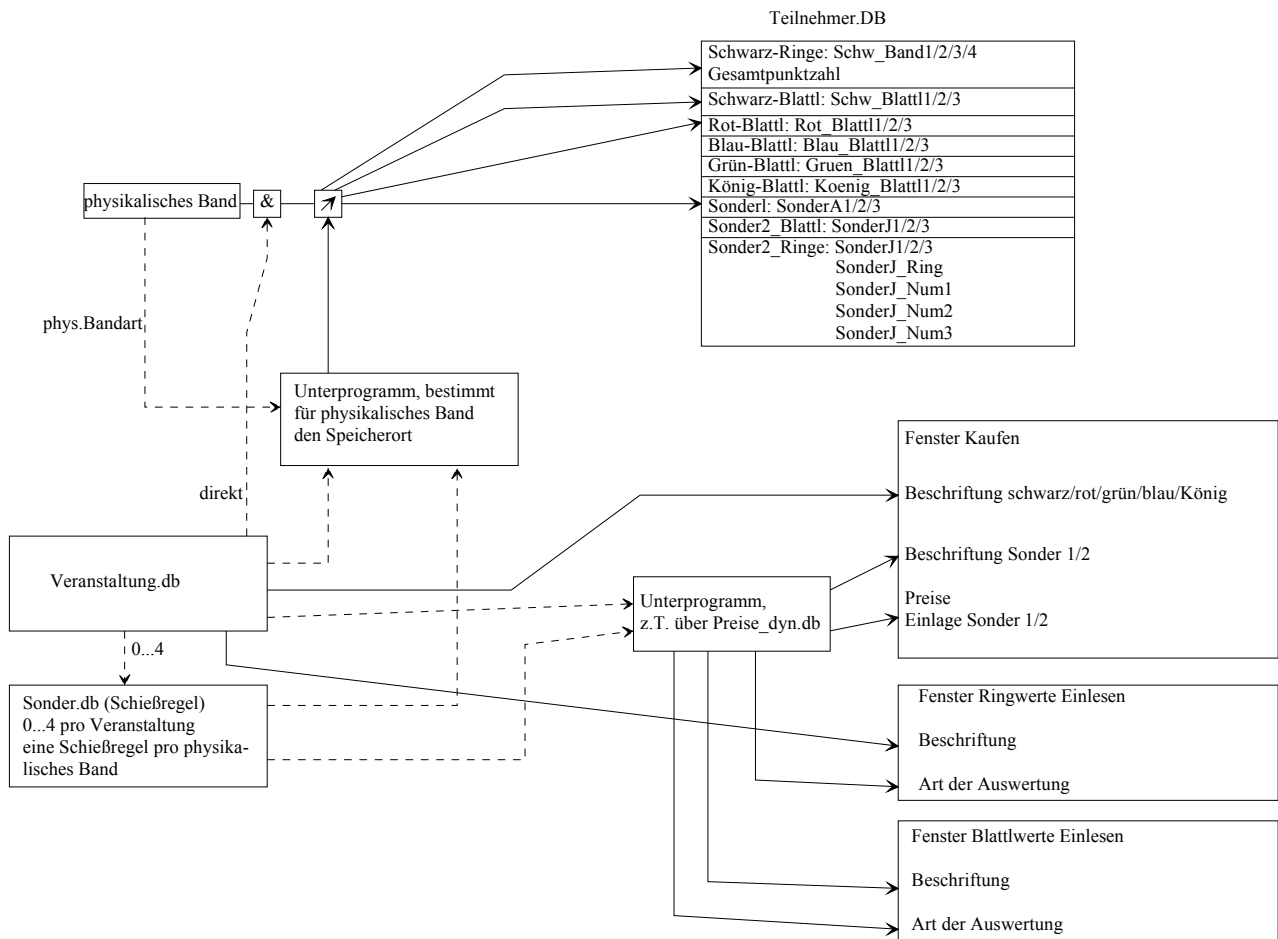 Teilnehmer.DB
Schwarz-Ringe: Schw_Band1/2/3/4
Gesamtpunktzahl
Schwarz-Blattl: Schw_Blattl1/2/3
Rot-Blattl: Rot_Blattl1/2/3
Blau-Blattl: Blau_Blattl1/2/3
Grün-Blattl: Gruen_Blattl1/2/3
König-Blattl: Koenig_Blattl1/2/3
Sonderl: SonderA1/2/3
Sonder2_Blattl: SonderJ1/2/3
Sonder2_Ringe: SonderJ1/2/3
SonderJ_Ring
SonderJ_Num1
SonderJ_Num2
SonderJ_Num3
physikalisches Band
&
phys.Bandart
Unterprogramm, bestimmt
für physikalisches Band
den Speicherort
direkt
Veranstaltung.db
0...4
Sonder.db (Schießregel)
0...4 pro Veranstaltung
eine Schießregel pro physika-
lisches Band
Unterprogramm,
z.T. über Preise_dyn.db
Fenster Kaufen
Beschriftung schwarz/rot/grün/blau/König
Beschriftung Sonder 1/2
Preise
Einlage Sonder 1/2
Fenster Ringwerte Einlesen
Beschriftung
Art der Auswertung
Fenster Blattlwerte Einlesen
Beschriftung
Art der Auswertung